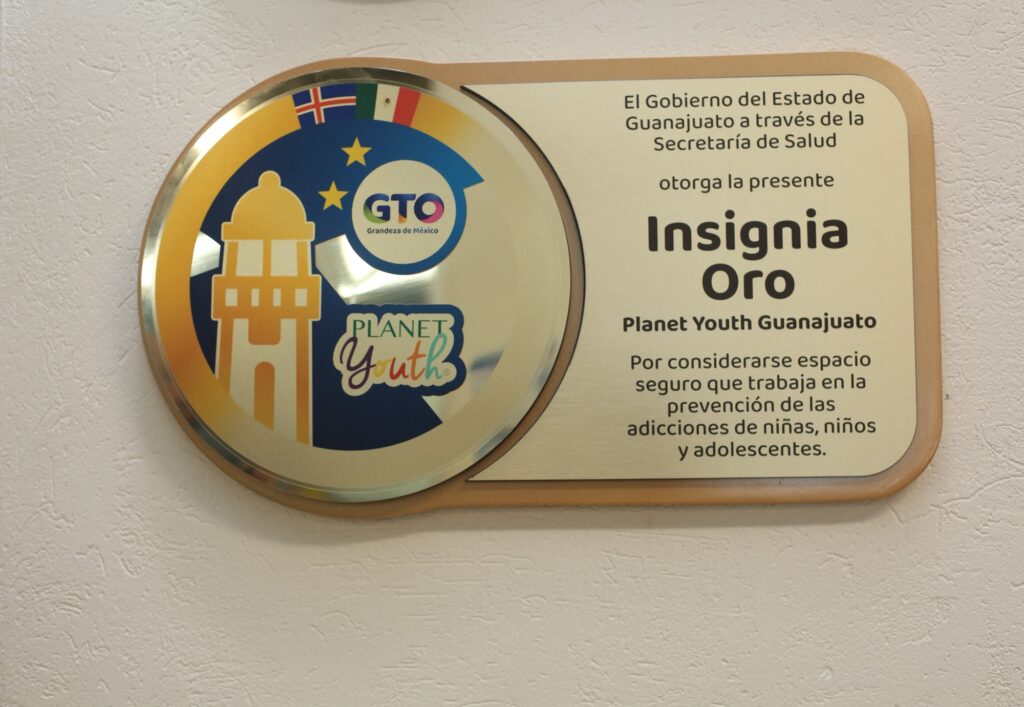 GTO
Grandeza de México
PLANET
Youth®
El Gobierno del Estado de
Guanajuato a través de la
Secretaría de Salud
otorga la presente
Insignia
Oro
Planet Youth Guanajuato
Por considerarse espacio
seguro que trabaja en la
prevención de las
adicciones de niñas, niños
y adolescentes.